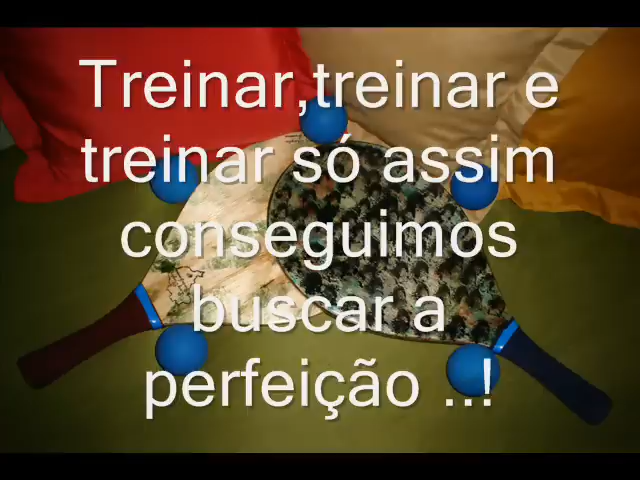 Treinar,treinar e
treinar só assim
conseguimos
buscar a
perfeição ..!